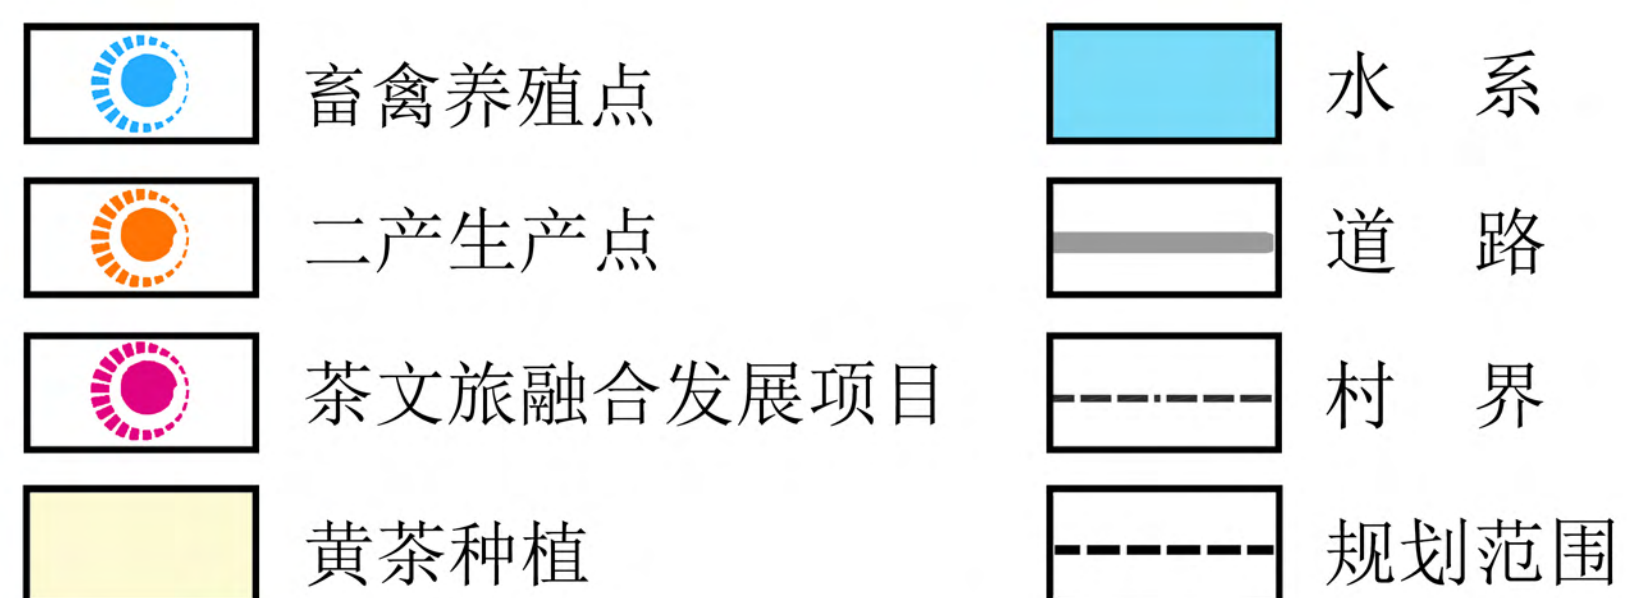 畜禽养殖点
二产生产点
茶文旅融合发展项目
黄茶种植
水 系
道 路
村 界
规划范围